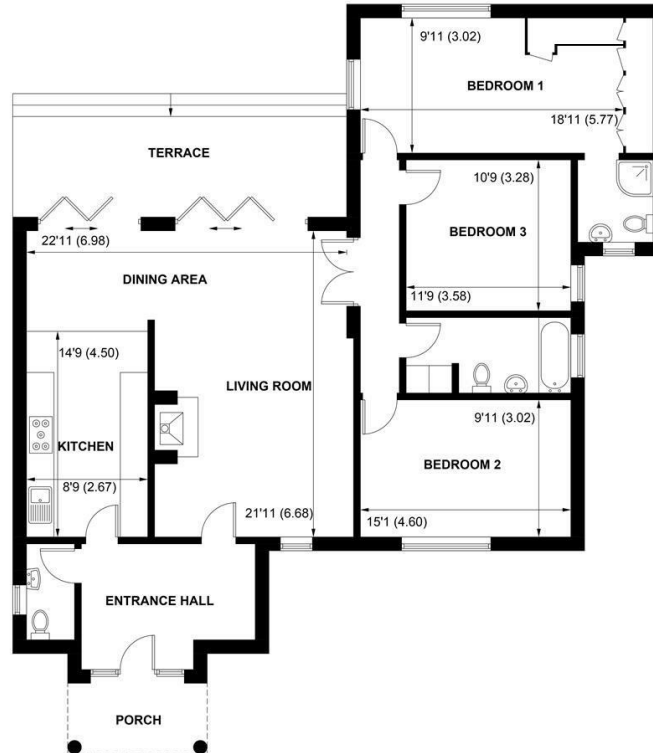 9'11 (3.02)
BEDROOM 1
18'11 (5.77)
TERRACE
10'9 (3.28)
BEDROOM 3
22'11 (6.98)
DINING AREA
11'9 (3.58)
14'9 (4.50)
LIVING ROOM
9'11 (3.02)
KITCHEN
BEDROOM 2
8'9 (2.67)
21'11 (6.68)
15'1 (4.60)
ENTRANCE HALL
PORCH